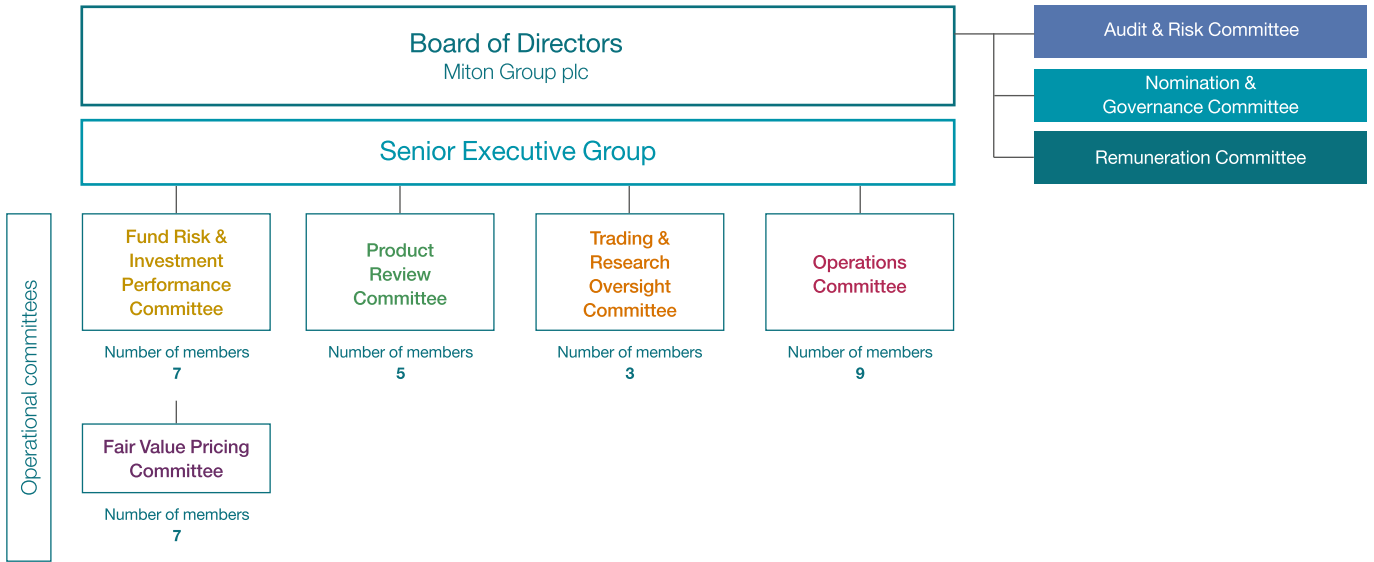 Board of Directors
Miton Group plc
Audit & Risk Committee
Nomination &
Governance Committee
Remuneration Committee
Senior Executive Group
Operational committees
Fund Risk &
Investment
Performance
Committee
Number of members
7
Product
Review
Committee
Number of members
5
Trading &
Research
Oversight
Committee
Number of members
3
Operations
Committee
Number of members
9
Fair Value Pricing
Committee
Number of members
7